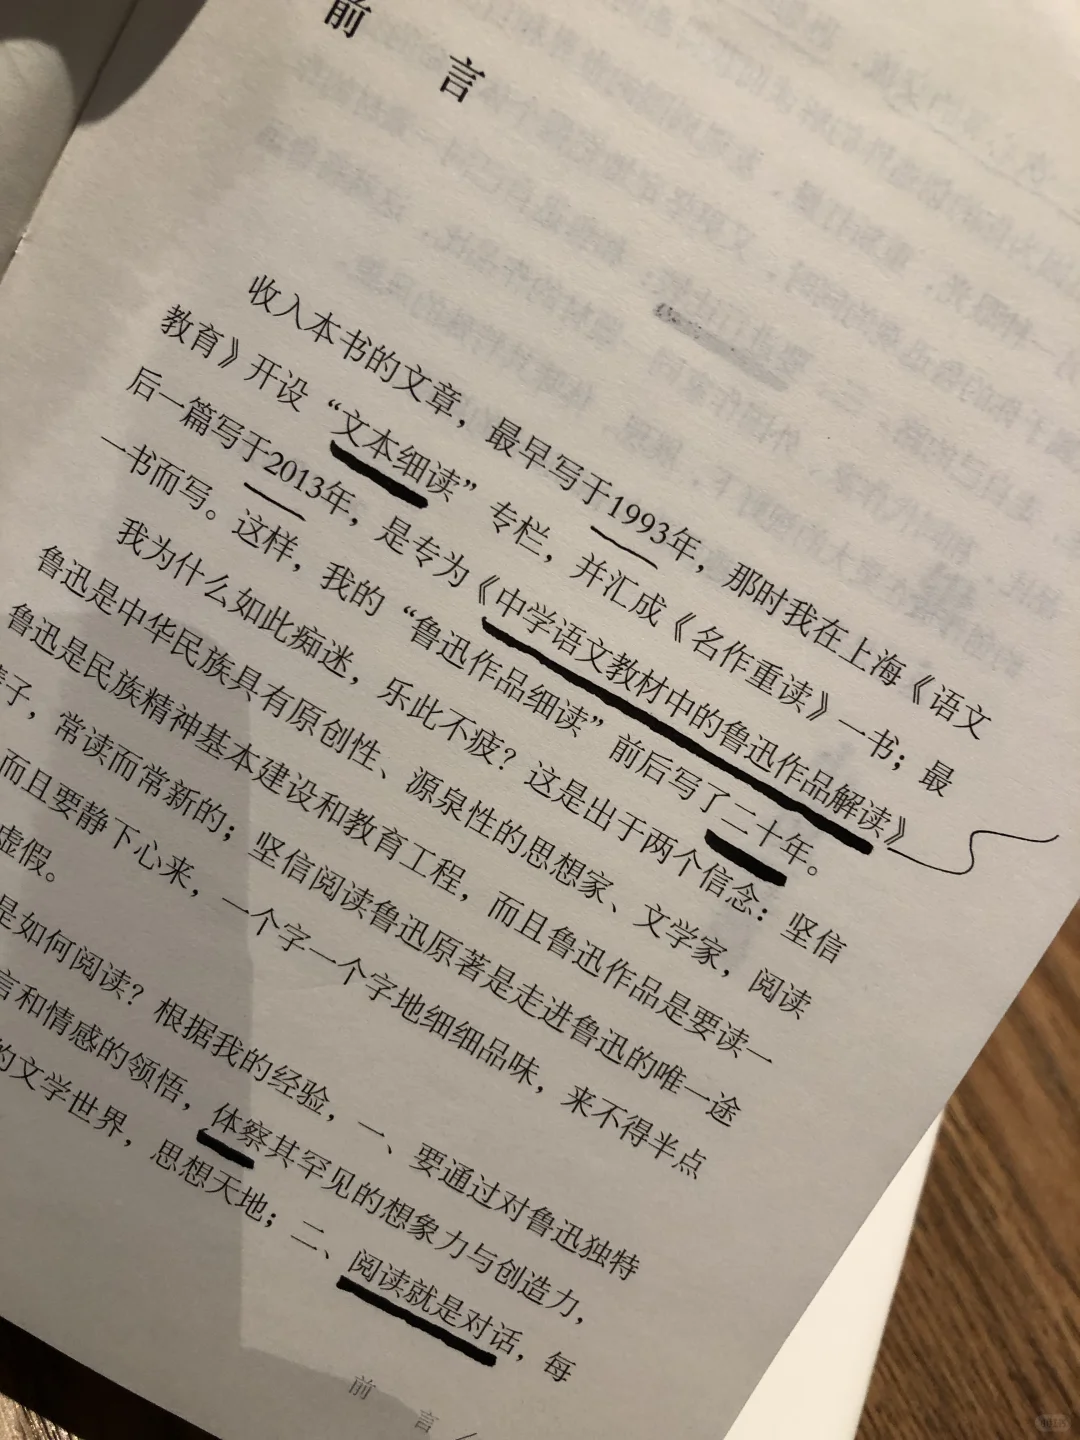 前言
收入本书的文章，最早写于1993年，那时我在上海《语文
教育》开设“文本细读”专栏，并汇成《名作重读》一书；最
后一篇写于2013年，是专为《中学语文教材中的鲁迅作品解读》
一书而写。这样，我的“鲁迅作品细读”前后写了二十年。
我为什么如此痴迷，乐此不疲？这是出于两个信念：坚信
鲁迅是中华民族具有原创性、源泉性的思想家、文学家，阅读
鲁迅是民族精神基本建设和教育工程，而且鲁迅作品是要读一
子，常读而常新的；坚信阅读鲁迅原著是走进鲁迅的唯一途
而且要静下心来，一个字一个字地细细品味，来不得半点
虚假。
是如何阅读？根据我的经验，一、要通过对鲁迅独特
言和情感的领悟，体察其罕见的想象力与创造力，
的文学世界，思想天地；二、阅读就是对话，每
前言